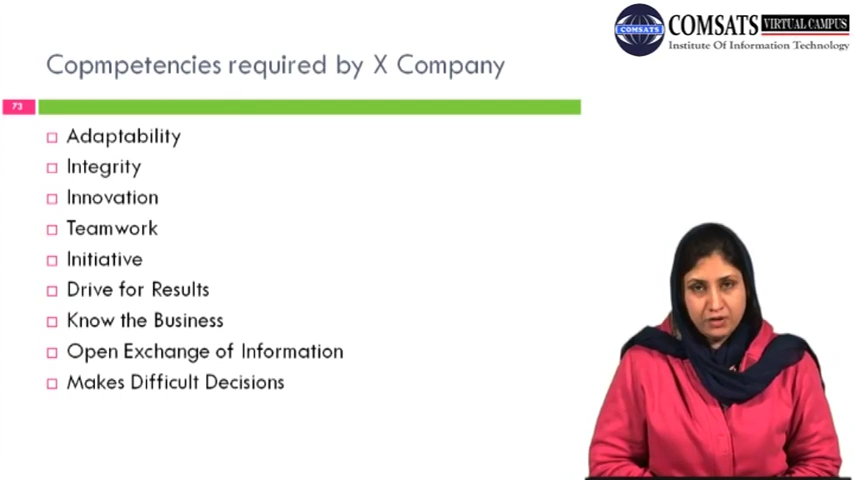 COMSATS
COMSATS VIRTUAL CAMPUS
Institute Of Information Technology
Copmpetencies required by X Company
73
Adaptability
Integrity
Innovation
Teamwork
Initiative
Drive for Results
Know the Business
Open Exchange of Information
Makes Difficult Decisions